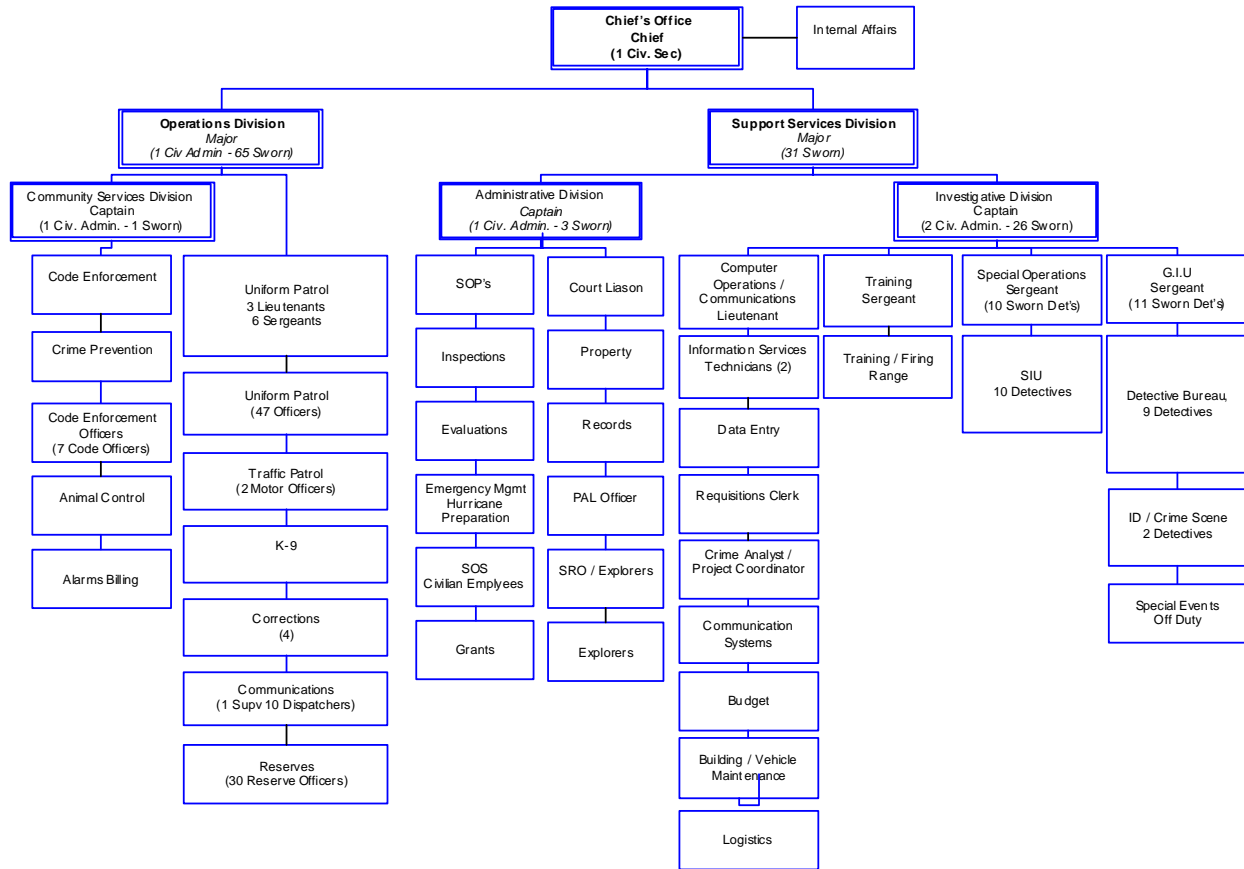 Chief's Office
Chief
(1 Civ. Sec)
Internal Affairs
Operations Division
Major
(1 Civ Admin - 65 Sworn)
Support Services Division
Major
(31 Sworn)
Community Services Division
Captain
(1 Civ. Admin. - 1 Sworn)
Administrative Division
Captain
(1 Civ. Admin - 3 Sworn)
Investigative Division
Captain
(2 Civ. Admin. - 26 Sworn)
Code Enforcement
Crime Prevention
Code Enforcement
Officers
(7 Code Officers)
Animal Control
Alarms Billing
Uniform Patrol
3 Lieutenants
6 Sergeants
Uniform Patrol
(47 Officers)
Traffic Patrol
(2 Motor Officers)
K-9
Corrections
(4)
Communications
(1 Supv 10 Dispatchers)
Reserves
(30 Reserve Officers)
SOP's
Inspections
Evaluations
Emergency Mgmt
Hurricane
Preparation
SOS
Civilian Emplyees
Grants
Court Liason
Property
Records
PAL Officer
SRO / Explorers
Explorers
Computer
Operations /
Communications
Lieutenant
Information Services
Technicians (2)
Data Entry
Requisitions Clerk
Crime Analyst /
Project Coordinator
Communication
Systems
Budget
Building / Vehicle
Maintenance
Logistics
Training
Sergeant
Training / Firing
Range
Special Operations
Sergeant
(10 Sworn Det's)
SIU
10 Detectives
G.I.U
Sergeant
(11 Sworn Det's)
Detective Bureau,
9 Detectives
ID / Crime Scene
2 Detectives
Special Events
Off Duty